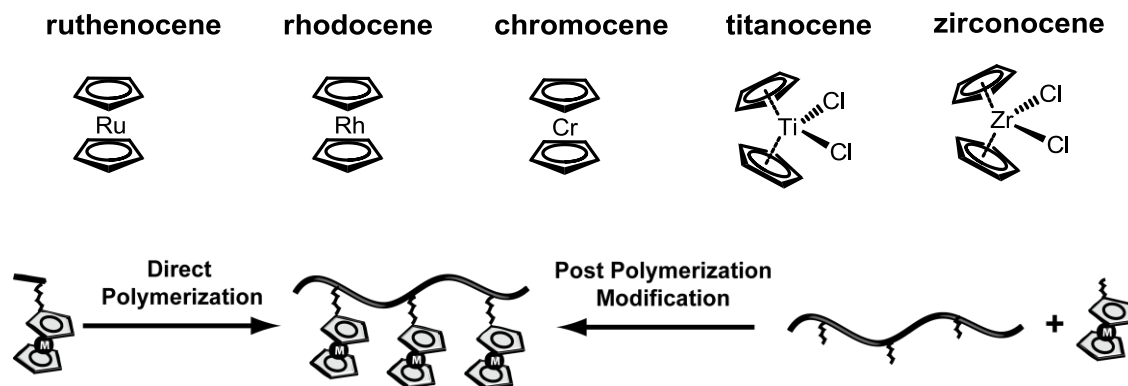 ruthenocene rhodocene chromocene titanocene zirconocene
Ru Rh Cr Ti Cl Cl Zr Cl Cl
Direct
Polymerization
Post Polymerization
Modification
M M M M + M